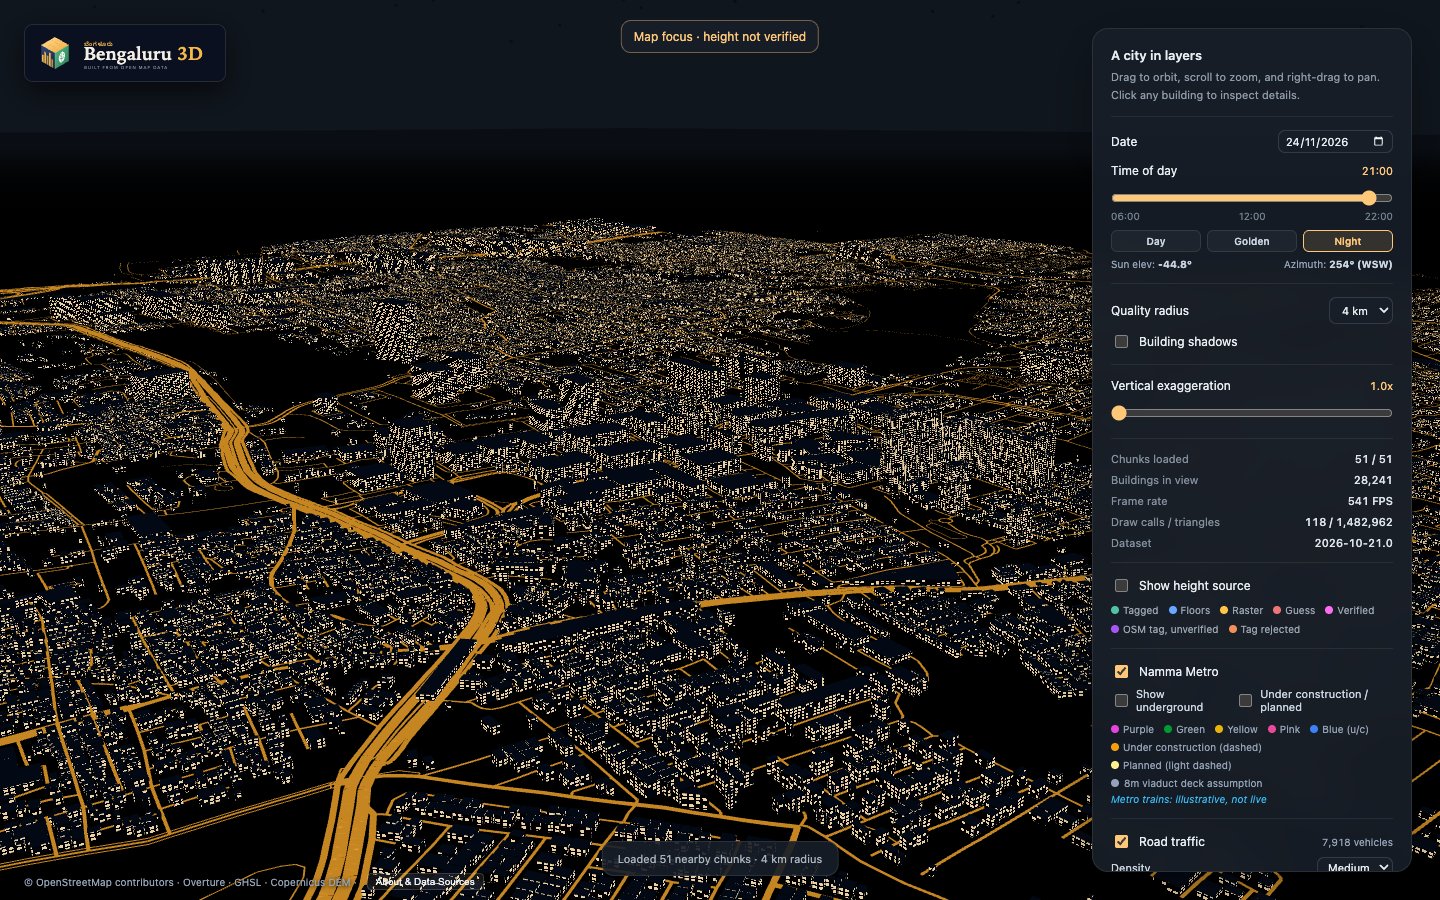 Bengaluru 3D
BUILT FROM OPEN MAP DATA
Map focus · height not verified
A city in layers
Drag to orbit, scroll to zoom, and right-drag to pan.
Click any building to inspect details.
Date
24/11/2026
Time of day
21:00
06:00
12:00
22:00
Day
Golden
Night
Sun elev: -44.8°
Azimuth: 254° (WSW)
Quality radius
4 km
Building shadows
Vertical exaggeration
1.0x
Chunks loaded
51 / 51
Buildings in view
28,241
Frame rate
541 FPS
Draw calls / triangles
118 / 1,482,962
Dataset
2026-10-21.0
Show height source
Tagged
Floors
Raster
Guess
Verified
OSM tag, unverified
Tag rejected
Namma Metro
Show
underground
Under construction /
planned
Purple
Green
Yellow
Pink
Blue (u/c)
Under construction (dashed)
Planned (light dashed)
8m viaduct deck assumption
Metro trains: illustrative, not live
Road traffic
7,918 vehicles
Density
Medium
Loaded 51 nearby chunks · 4 km radius
© OpenStreetMap contributors · Overture · GHSL · Copernicus DEM
About & Data Sources